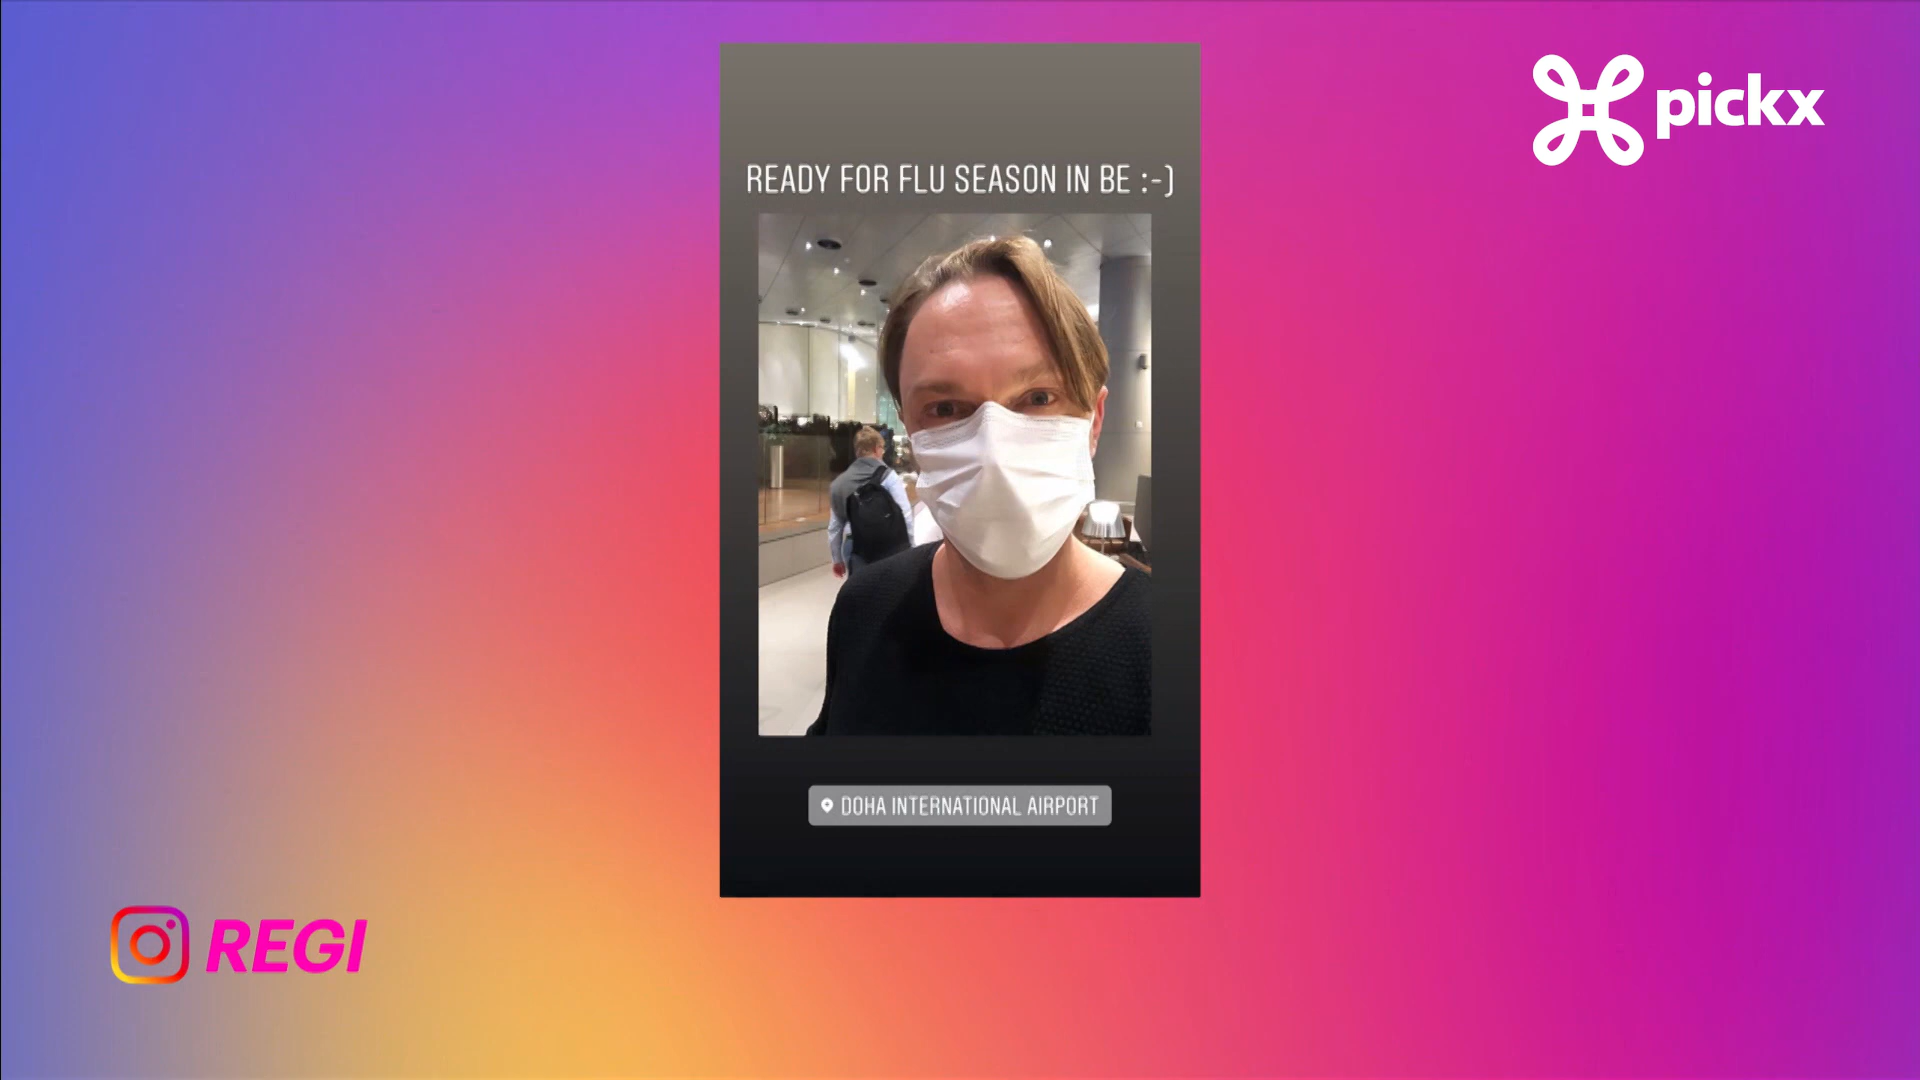 pickx
READY FOR FLU SEASON IN BE :-)
DOHA INTERNATIONAL AIRPORT
REGI